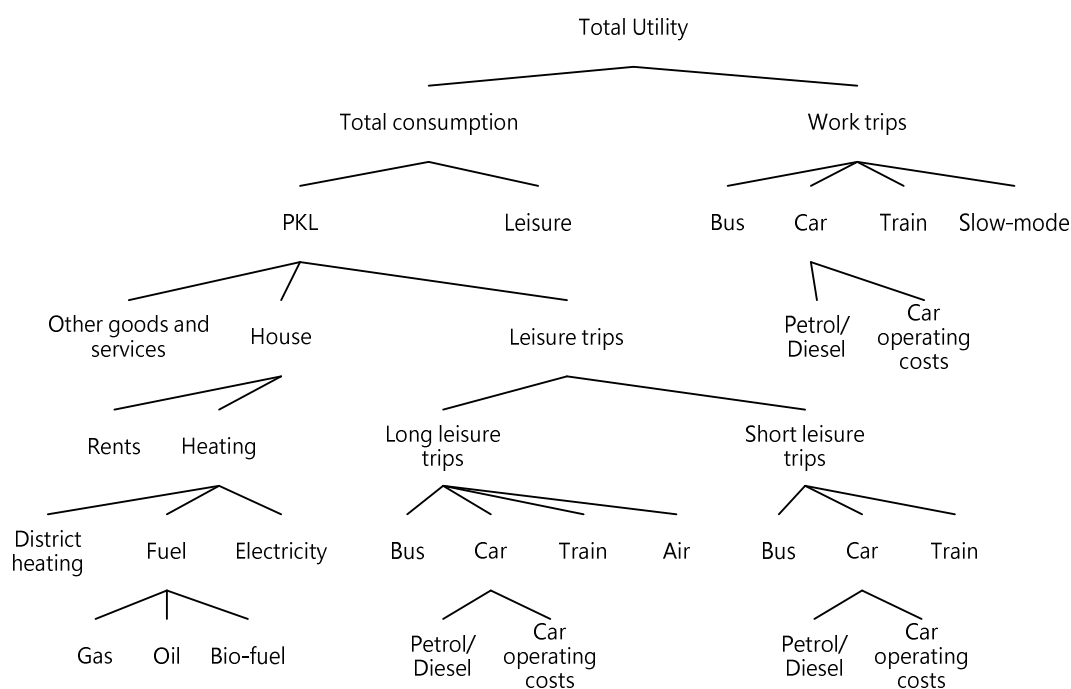 Total Utility
Total consumption
Work trips
PKL
Leisure
Bus
Car
Train
Slow-mode
Other goods and
services
House
Leisure trips
Petrol/
Diesel
Car
operating
costs
Rents
Heating
Long leisure
trips
Short leisure
trips
District
heating
Fuel
Electricity
Bus
Car
Train
Air
Bus
Car
Train
Gas
Oil
Bio-fuel
Petrol/
Diesel
Car
operating
costs
Petrol/
Diesel
Car
operating
costs